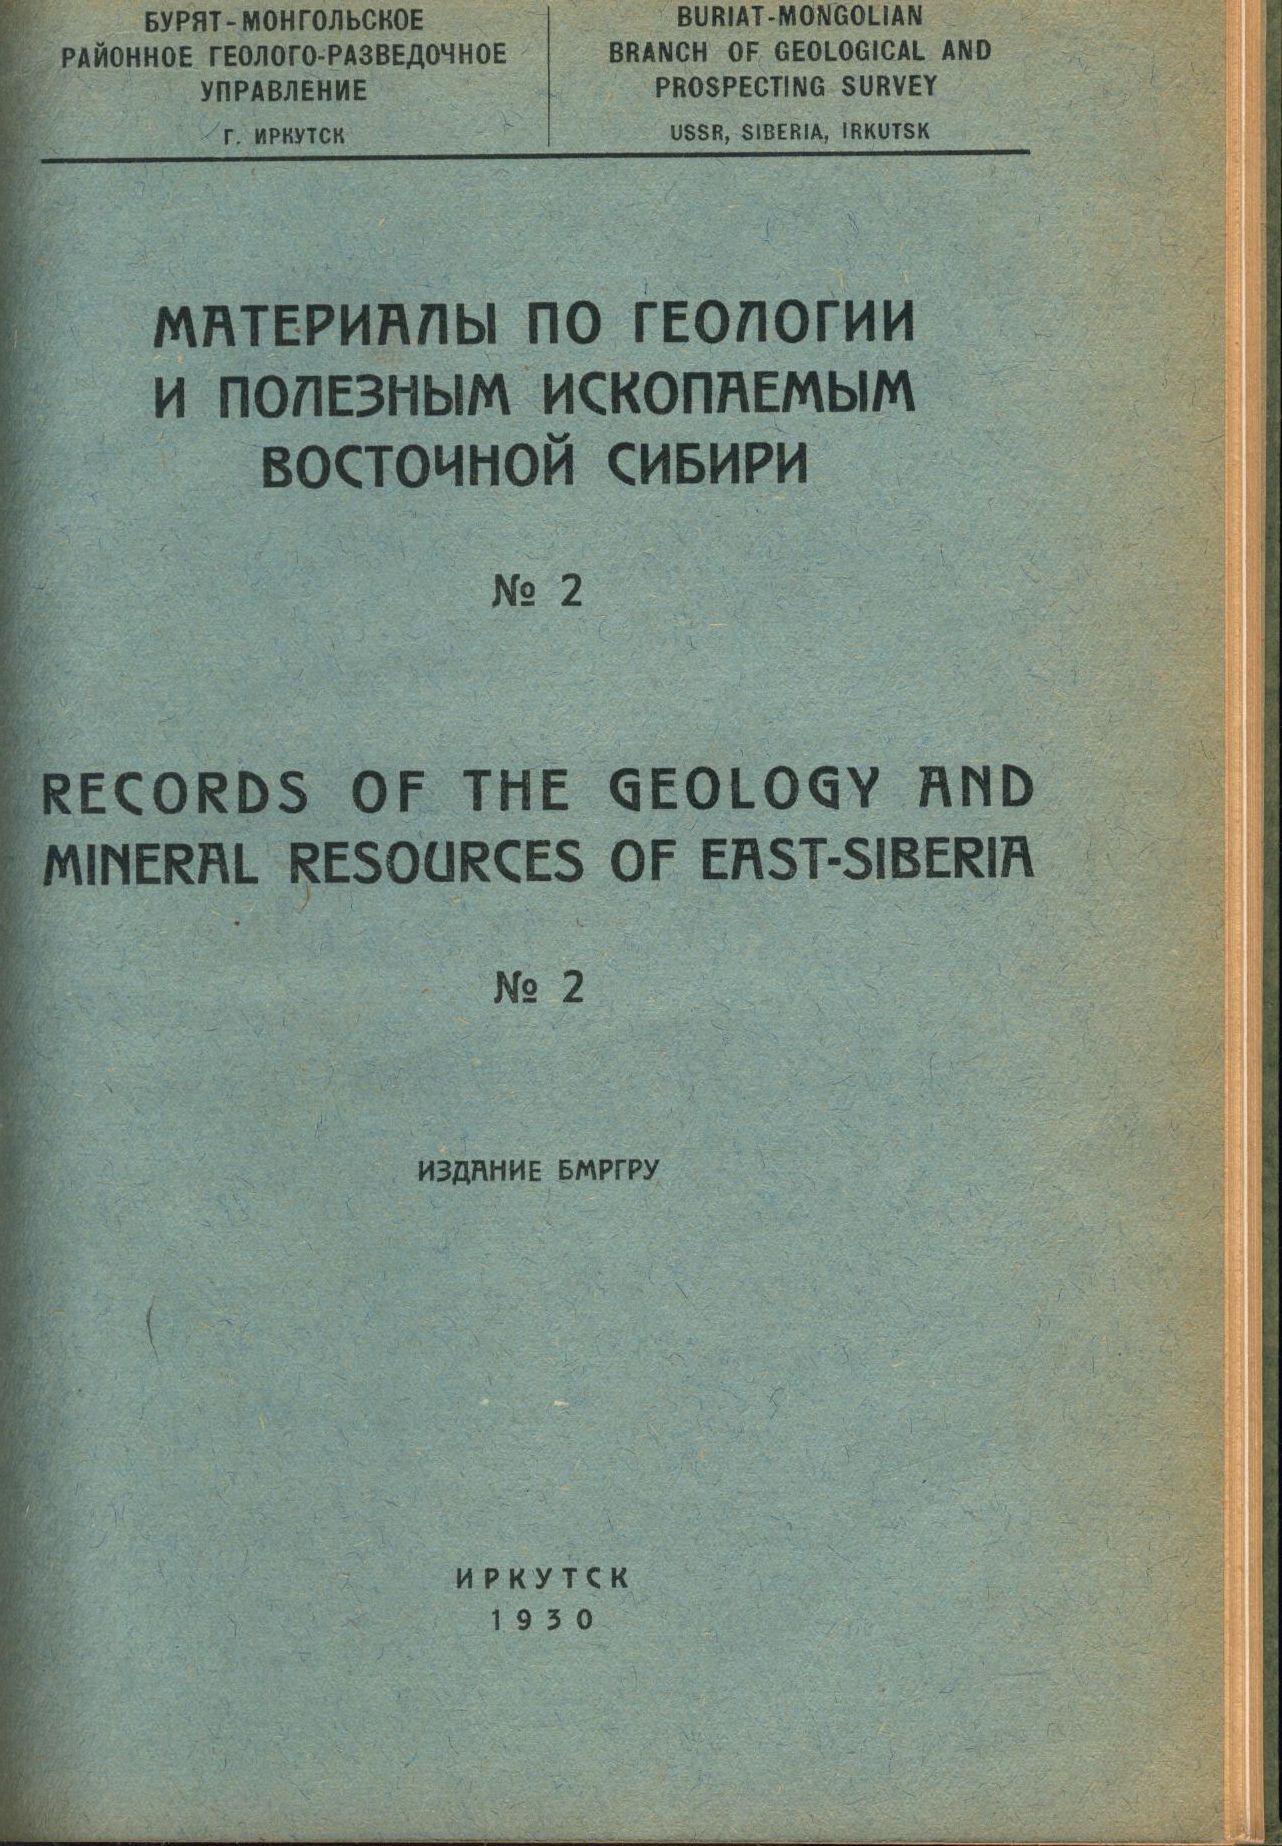 БУРЯТ-МОНГОЛЬСКОЕ
РАЙОННОЕ ГЕОЛОГО-РАЗВЕДОЧНОЕ
УПРАВЛЕНИЕ
Г. ИРКУТСК
BURIAT-MONGOLIAN
BRANCH OF GEOLOGICAL AND
PROSPECTING SURVEY
USSR, SIBERIA, IRKUTSK
МАТЕРИАЛЫ ПО ГЕОЛОГИИ
И ПОЛЕЗНЫМ ИСКОПАЕМЫМ
ВОСТОЧНОЙ СИБИРИ
№ 2
RECORDS OF THE GEOLOGY AND
MINERAL RESOURCES OF EAST-SIBERIA
№ 2
ИЗДАНИЕ БМРГРУ
ИРКУТСК
1930